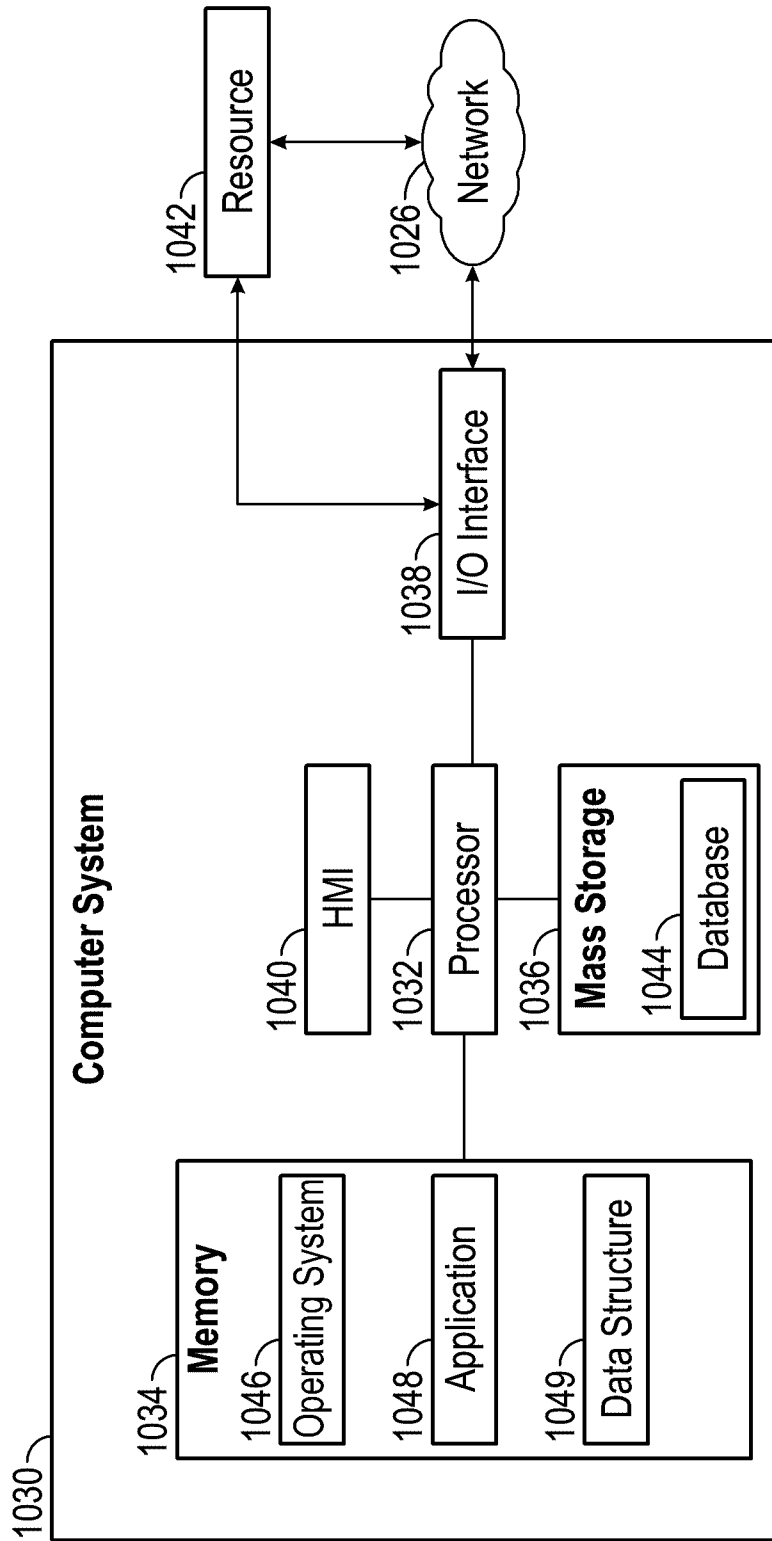 1030
Computer System
1034
Memory
1046
Operating System
1048
Application
1049
Data Structure
1040
HMI
1032
Processor
1036
Mass Storage
1044
Database
1038
I/O Interface
1042
Resource
1026
Network